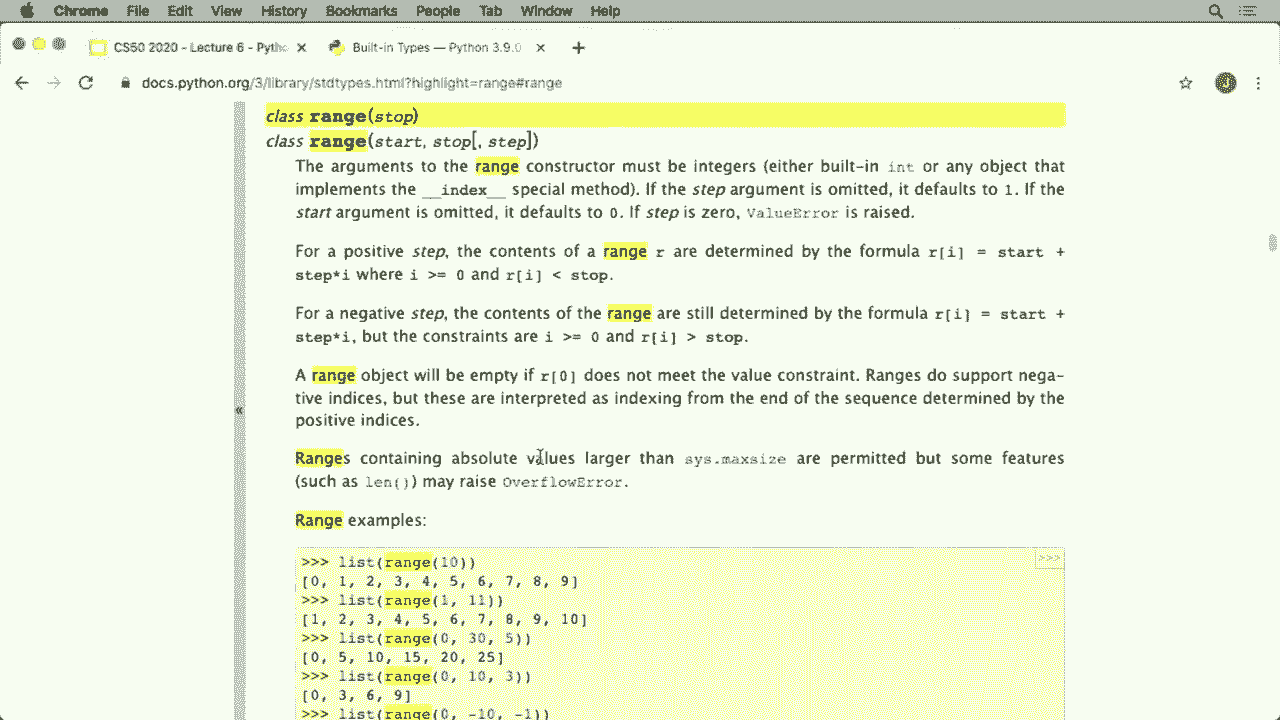 Chrome File Edit View History Bookmarks People Tab Window Help
CS50 2020 - Lecture 6 - Pyth
Built-in Types — Python 3.9.0
docs.python.org/3/library/stdtypes.html?highlight=range#range
class range(stop)
class range(start, stop[, step])
The arguments to the range constructor must be integers (either built-in int or any object that
implements the __index__ special method). If the step argument is omitted, it defaults to 1. If the
start argument is omitted, it defaults to 0. If step is zero, ValueError is raised.
For a positive step, the contents of a range r are determined by the formula r[i] = start +
step*i where i >= 0 and r[i] < stop.
For a negative step, the contents of the range are still determined by the formula r[i] = start +
step*i, but the constraints are i >= 0 and r[i] > stop.
A range object will be empty if r[0] does not meet the value constraint. Ranges do support nega-
tive indices, but these are interpreted as indexing from the end of the sequence determined by the
positive indices.
«
Ranges containing absolute values larger than sys.maxsize are permitted but some features
(such as len()) may raise OverflowError.
Range examples:
>>>
>>> list(range(10))
[0, 1, 2, 3, 4, 5, 6, 7, 8, 9]
>>> list(range(1, 11))
[1, 2, 3, 4, 5, 6, 7, 8, 9, 10]
>>> list(range(0, 30, 5))
[0, 5, 10, 15, 20, 25]
>>> list(range(0, 10, 3))
[0, 3, 6, 9]
>>> list(range(0, -10, -1))